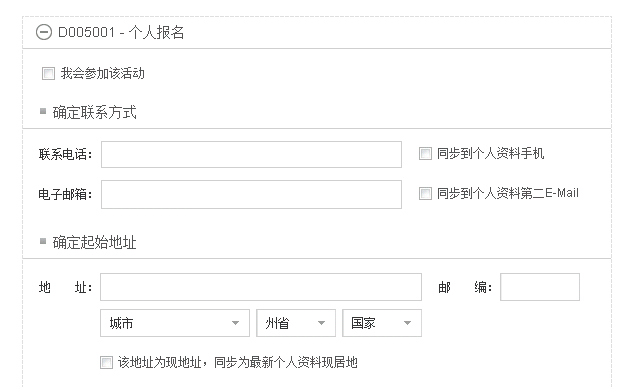 D005001 - 个人报名
我会参加该活动
确定联系方式
联系电话： 同步到个人资料手机
电子邮箱： 同步到个人资料第二E-Mail
确定起始地址
地 址： 邮 编：
城市 州省 国家
该地址为现地址，同步为最新个人资料现居地